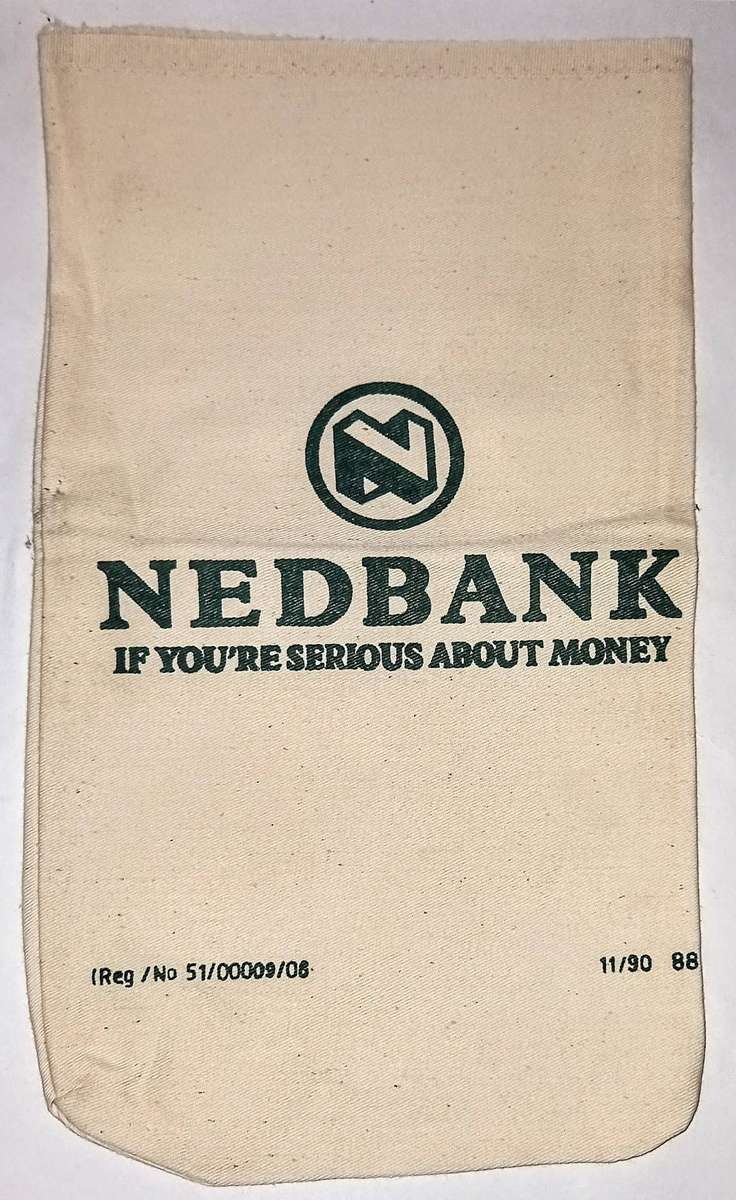 N
NEDBANK
IF YOU'RE SERIOUS ABOUT MONEY
(Reg / No 51/00009/06 11/90 88